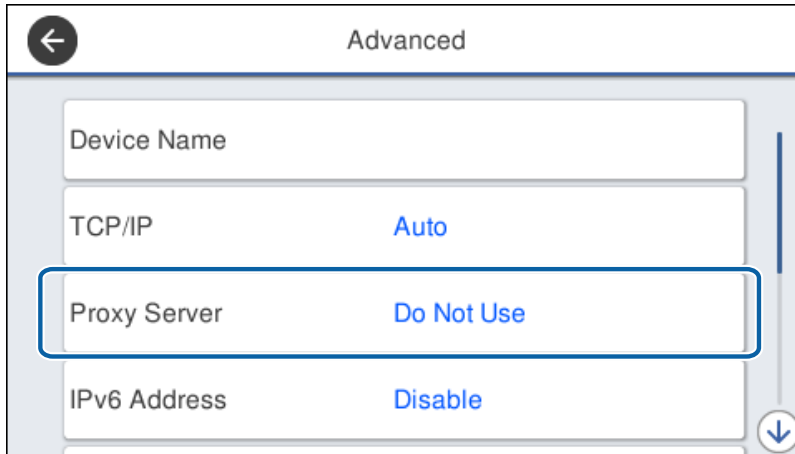 Advanced
Device Name
TCP/IP Auto
Proxy Server Do Not Use
IPv6 Address Disable